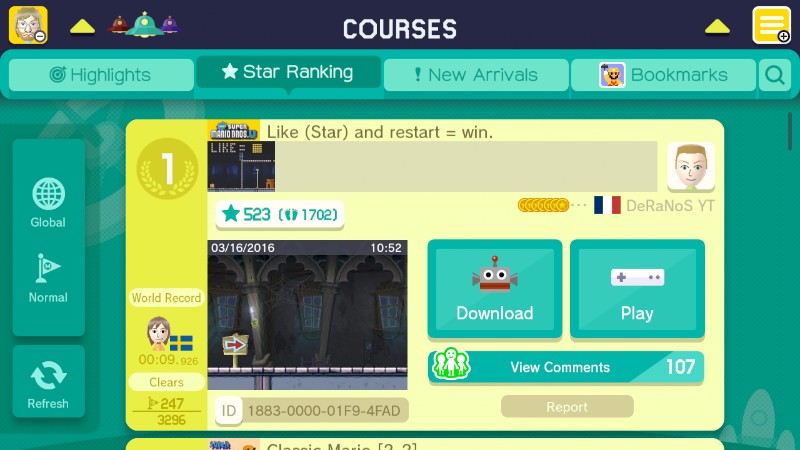 COURSES
Highlights
Star Ranking
New Arrivals
Bookmarks
SUPER
MARIO BROS. U
Like (Star) and restart = win.
1
LIKE =
523 (1702)
DeRaNoS YT
Global
Normal
Refresh
03/16/2016 10:52
Download
Play
World Record
00:09.926
View Comments 107
Clears
247
3296
ID 1883-0000-01F9-4FAD
Report
Classic Mario [2-2]